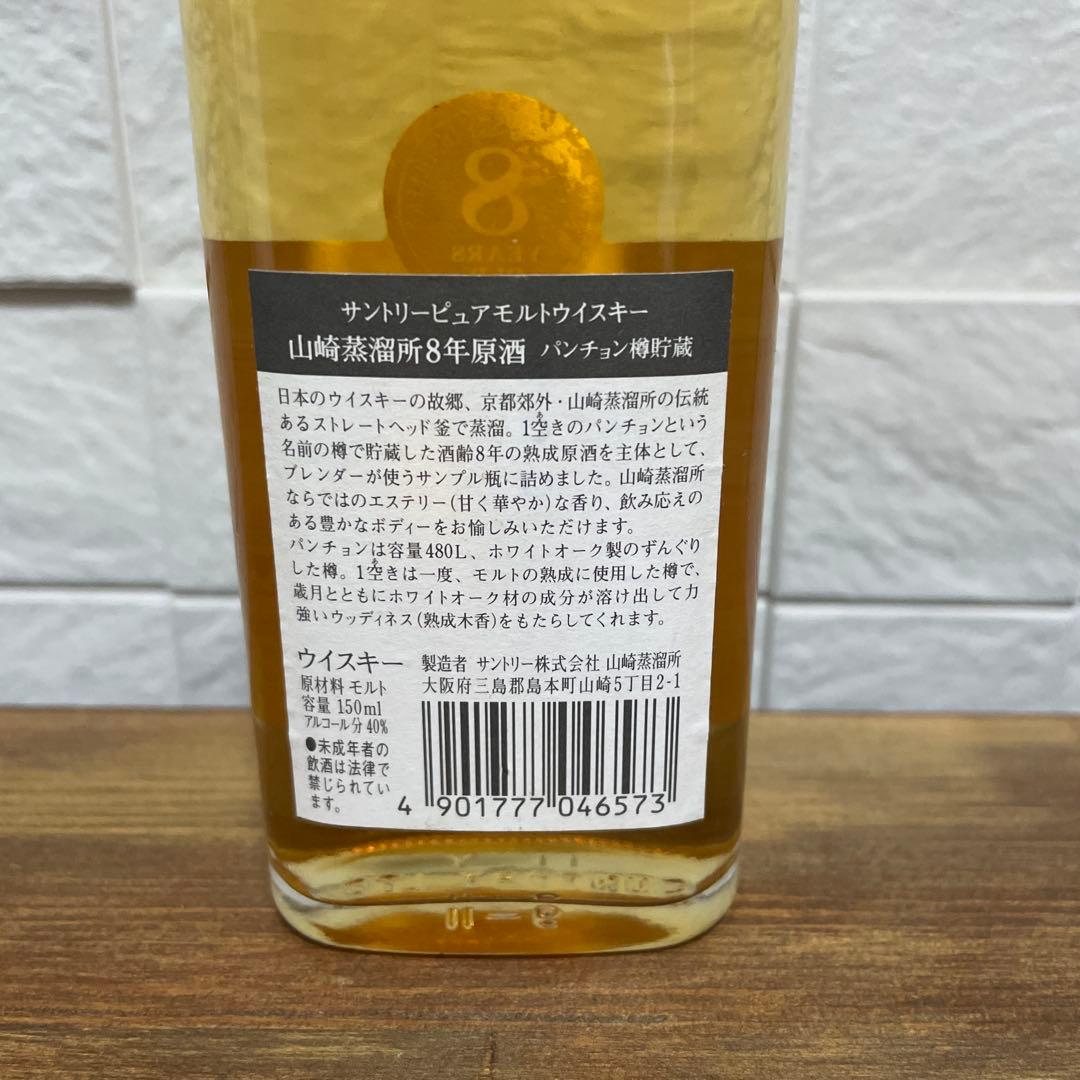 8
YEARS
サントリーピュアモルトウイスキー
山崎蒸溜所8年原酒 パンチョン樽貯蔵
日本のウイスキーの故郷、京都郊外・山崎蒸溜所の伝統
あるストレートヘッド釜で蒸溜。1空きのパンチョンという
名前の樽で貯蔵した酒齢8年の熟成原酒を主体として、
ブレンダーが使うサンプル瓶に詰めました。山崎蒸溜所
ならではのエステリー(甘く華やか)な香り、飲み応えの
ある豊かなボディーをお愉しみいただけます。
パンチョンは容量480L、ホワイトオーク製のずんぐり
した樽。1空きは一度、モルトの熟成に使用した樽で、
歳月とともにホワイトオーク材の成分が溶け出して力
強いウッディネス(熟成木香)をもたらしてくれます。
ウイスキー 製造者 サントリー株式会社 山崎蒸溜所
原材料 モルト 大阪府三島郡島本町山崎5丁目2-1
容量 150ml
アルコール分 40%
●未成年者の
飲酒は法律で
禁じられてい
ます。
4 901777 046573